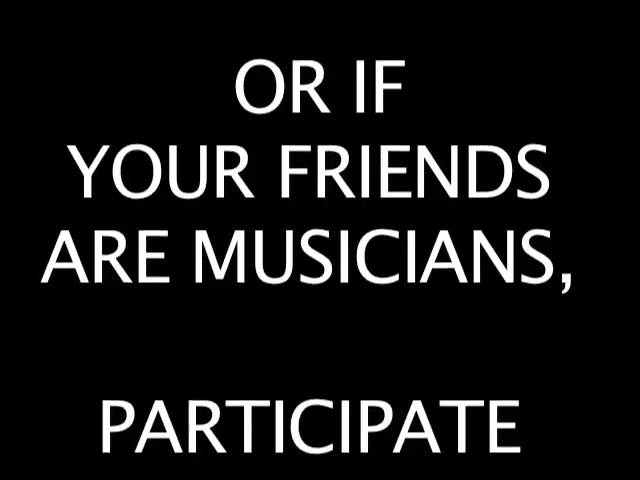 OR IF
YOUR FRIENDS
ARE MUSICIANS,
PARTICIPATE